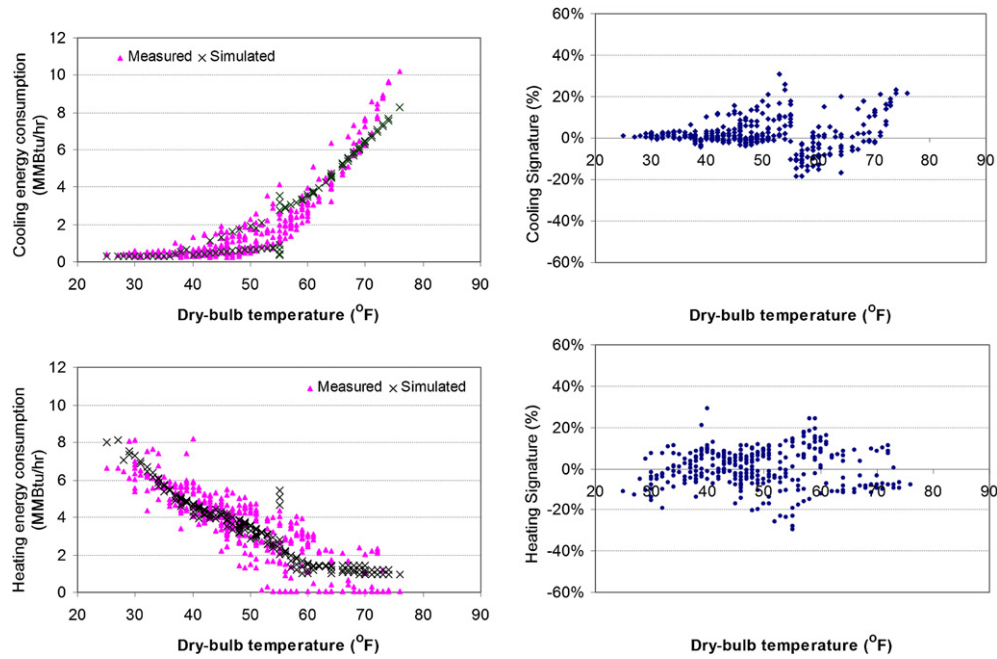 Cooling energy consumption
(MMBtu/hr)
12
10
8
6
4
2
0
Measured × Simulated
20 30 40 50 60 70 80 90
Dry-bulb temperature (°F)
Cooling Signature (%)
60%
40%
20%
0%
-20%
-40%
-60%
20 30 40 50 60 70 80 90
Dry-bulb temperature (°F)
Heating energy consumption
(MMBtu/hr)
12
10
8
6
4
2
0
Measured × Simulated
20 30 40 50 60 70 80 90
Dry-bulb temperature (°F)
Heating Signature (%)
60%
40%
20%
0%
-20%
-40%
-60%
20 30 40 50 60 70 80 90
Dry-bulb temperature (°F)